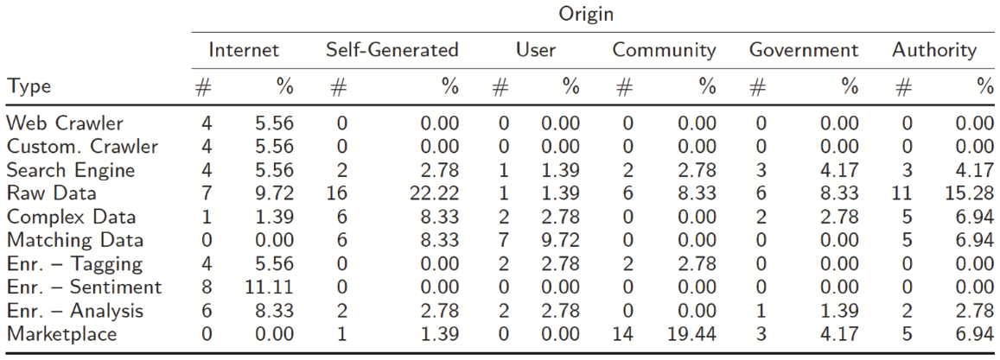 Origin
Internet Self-Generated User Community Government Authority
Type # % # % # % # % # % # %
Web Crawler 4 5.56 0 0.00 0 0.00 0 0.00 0 0.00 0 0.00
Custom. Crawler 4 5.56 0 0.00 0 0.00 0 0.00 0 0.00 0 0.00
Search Engine 4 5.56 2 2.78 1 1.39 2 2.78 3 4.17 3 4.17
Raw Data 7 9.72 16 22.22 1 1.39 6 8.33 6 8.33 11 15.28
Complex Data 1 1.39 6 8.33 2 2.78 0 0.00 2 2.78 5 6.94
Matching Data 0 0.00 6 8.33 7 9.72 0 0.00 0 0.00 5 6.94
Enr. – Tagging 4 5.56 0 0.00 2 2.78 2 2.78 0 0.00 0 0.00
Enr. – Sentiment 8 11.11 0 0.00 0 0.00 0 0.00 0 0.00 0 0.00
Enr. – Analysis 6 8.33 2 2.78 2 2.78 0 0.00 1 1.39 2 2.78
Marketplace 0 0.00 1 1.39 0 0.00 14 19.44 3 4.17 5 6.94